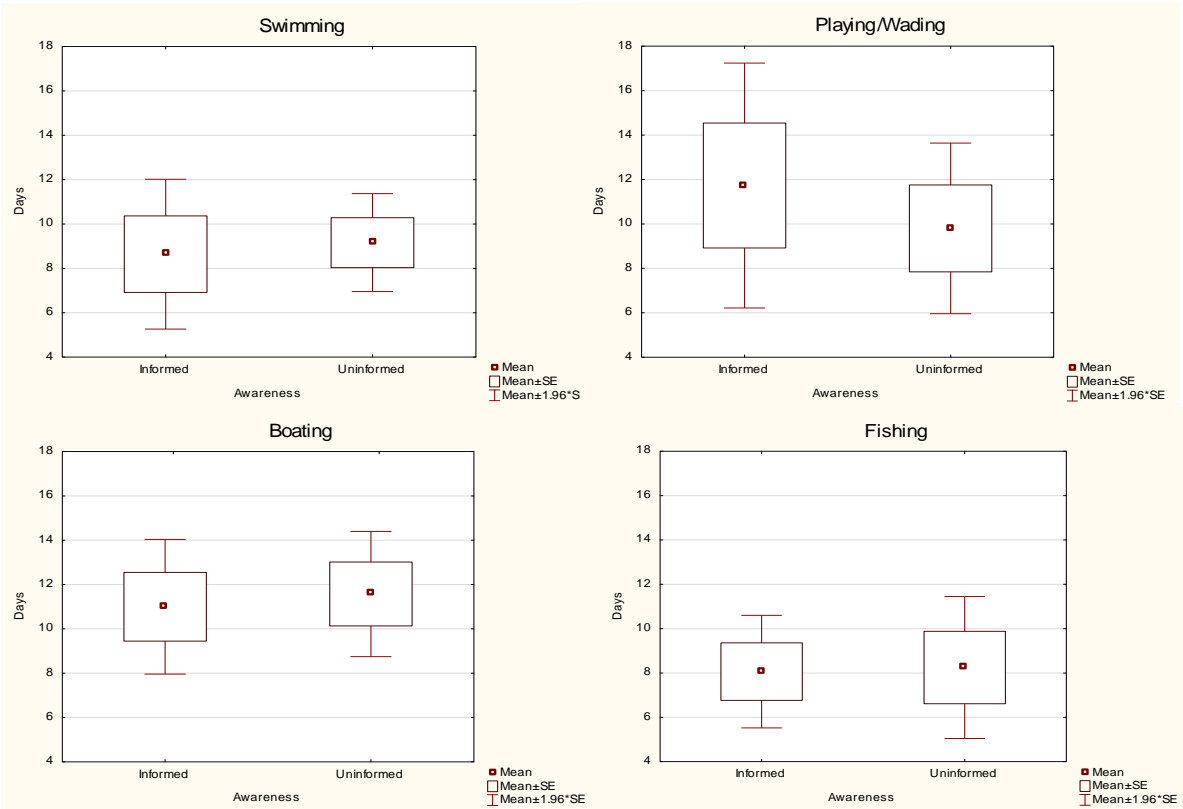 Swimming
18
16
14
12
10
8
6
4
Days
Informed Uninformed
Awareness
Mean
Mean±SE
Mean±1.96*S
Playing/Wading
18
16
14
12
10
8
6
4
Days
Informed Uninformed
Awareness
Mean
Mean±SE
Mean±1.96*SE
Boating
18
16
14
12
10
8
6
4
Days
Informed Uninformed
Awareness
Mean
Mean±SE
Mean±1.96*SE
Fishing
18
16
14
12
10
8
6
4
Days
Informed Uninformed
Awareness
Mean
Mean±SE
Mean±1.96*SE